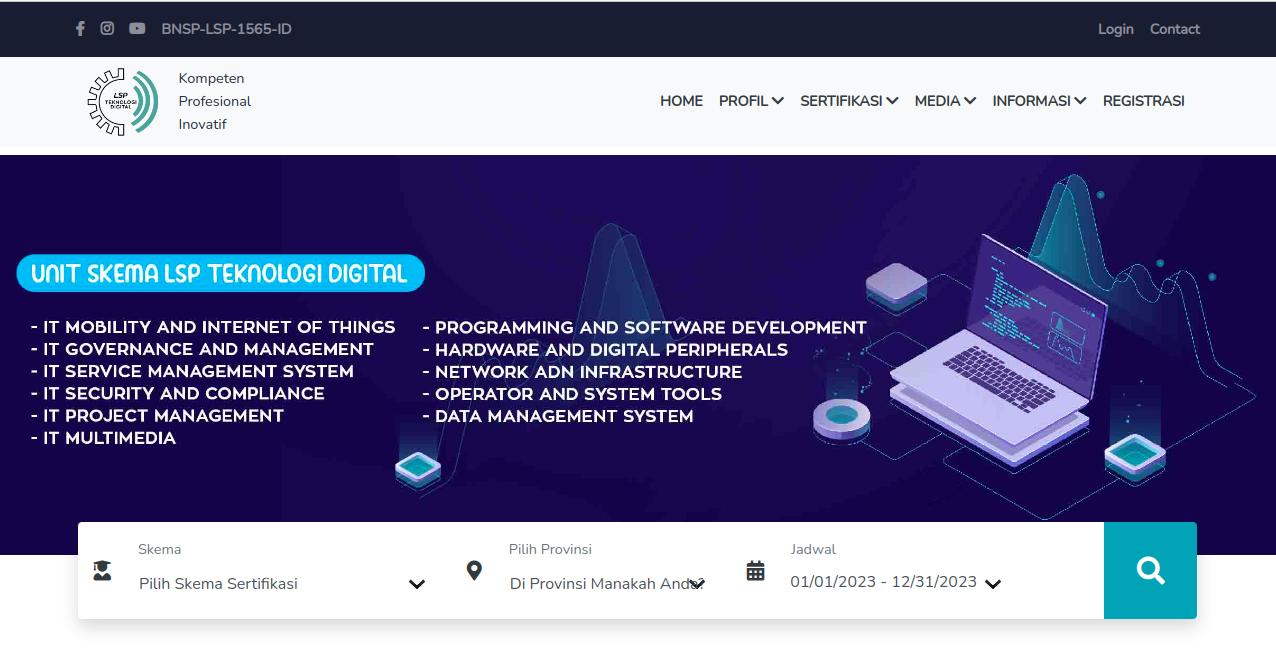 BNSP-LSP-1565-ID
Login Contact
LSP
TEKNOLOGI
DIGITAL
Kompeten
Profesional
Inovatif
HOME PROFIL SERTIFIKASI MEDIA INFORMASI REGISTRASI
UNIT SKEMA LSP TEKNOLOGI DIGITAL
- IT MOBILITY AND INTERNET OF THINGS
- IT GOVERNANCE AND MANAGEMENT
- IT SERVICE MANAGEMENT SYSTEM
- IT SECURITY AND COMPLIANCE
- IT PROJECT MANAGEMENT
- IT MULTIMEDIA
- PROGRAMMING AND SOFTWARE DEVELOPMENT
- HARDWARE AND DIGITAL PERIPHERALS
- NETWORK ADN INFRASTRUCTURE
- OPERATOR AND SYSTEM TOOLS
- DATA MANAGEMENT SYSTEM
Skema
Pilih Skema Sertifikasi
Pilih Provinsi
Di Provinsi Manakah Anda?
Jadwal
01/01/2023 - 12/31/2023